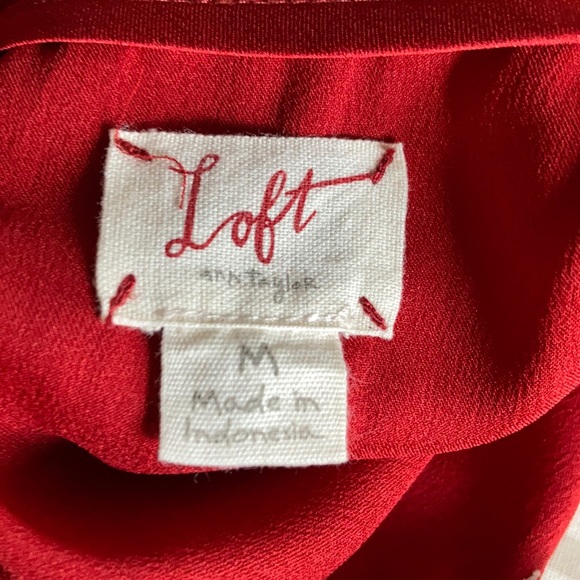 Loft
ann taylor
M
Made in
Indonesia